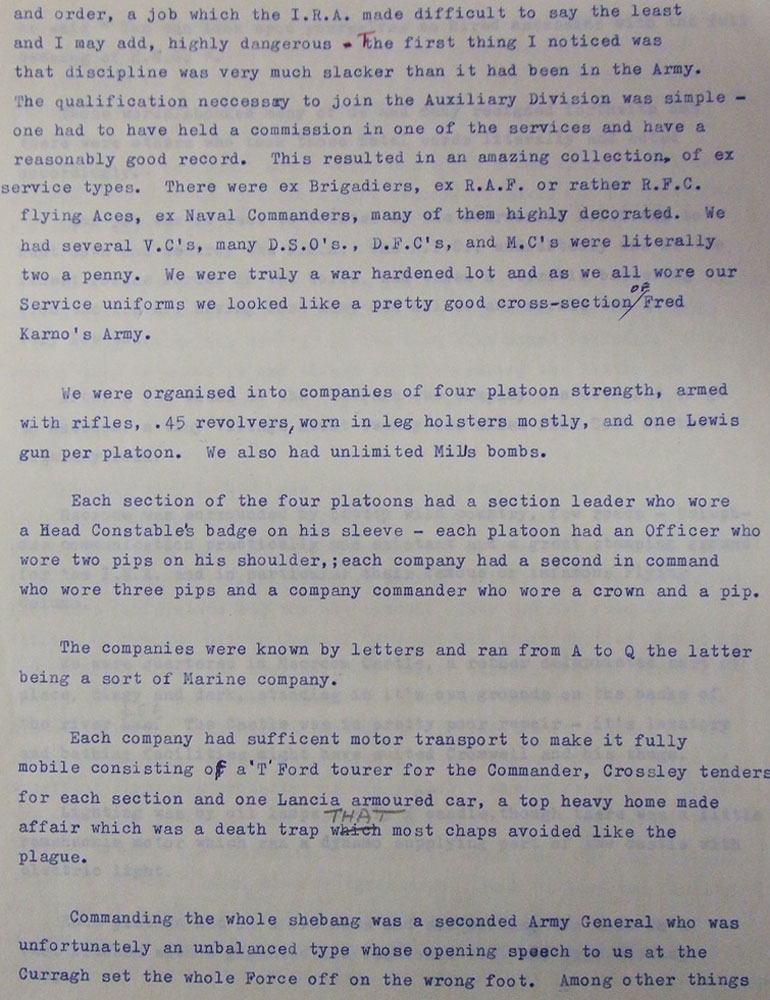 and order, a job which the I.R.A. made difficult to say the least
and I may add, highly dangerous - The first thing I noticed was
that discipline was very much slacker than it had been in the Army.
The qualification neccessay to join the Auxiliary Division was simple -
one had to have held a commission in one of the services and have a
reasonably good record. This resulted in an amazing collection, of ex
service types. There were ex Brigadiers, ex R.A.F. or rather R.F.C.
flying Aces, ex Naval Commanders, many of them highly decorated. We
had several V.C's, many D.S.O's., D.F.C's, and M.C's were literally
two a penny. We were truly a war hardened lot and as we all wore our
Service uniforms we looked like a pretty good cross-section/of Fred
Karno's Army.
We were organised into companies of four platoon strength, armed
with rifles, .45 revolvers, worn in leg holsters mostly, and one Lewis
gun per platoon. We also had unlimited Mills bombs.
Each section of the four platoons had a section leader who wore
a Head Constable's badge on his sleeve - each platoon had an Officer who
wore two pips on his shoulder,;each company had a second in command
who wore three pips and a company commander who wore a crown and a pip.
The companies were known by letters and ran from A to Q the latter
being a sort of Marine company.
Each company had sufficent motor transport to make it fully
mobile consisting of a 'T' Ford tourer for the Commander, Crossley tenders
for each section and one Lancia armoured car, a top heavy home made
affair which was a death trap which THAT most chaps avoided like the
plague.
Commanding the whole shebang was a seconded Army General who was
unfortunately an unbalanced type whose opening speech to us at the
Curragh set the whole Force off on the wrong foot. Among other things